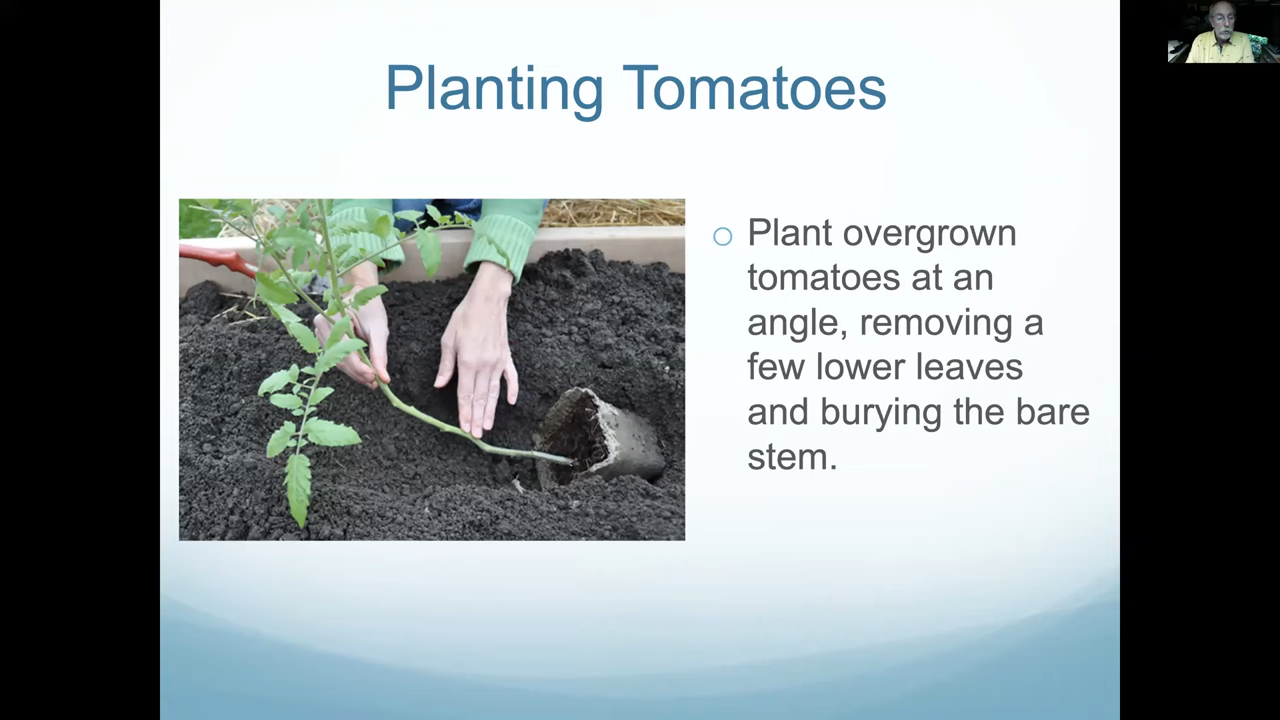 Planting Tomatoes
Plant overgrown
tomatoes at an
angle, removing a
few lower leaves
and burying the bare
stem.